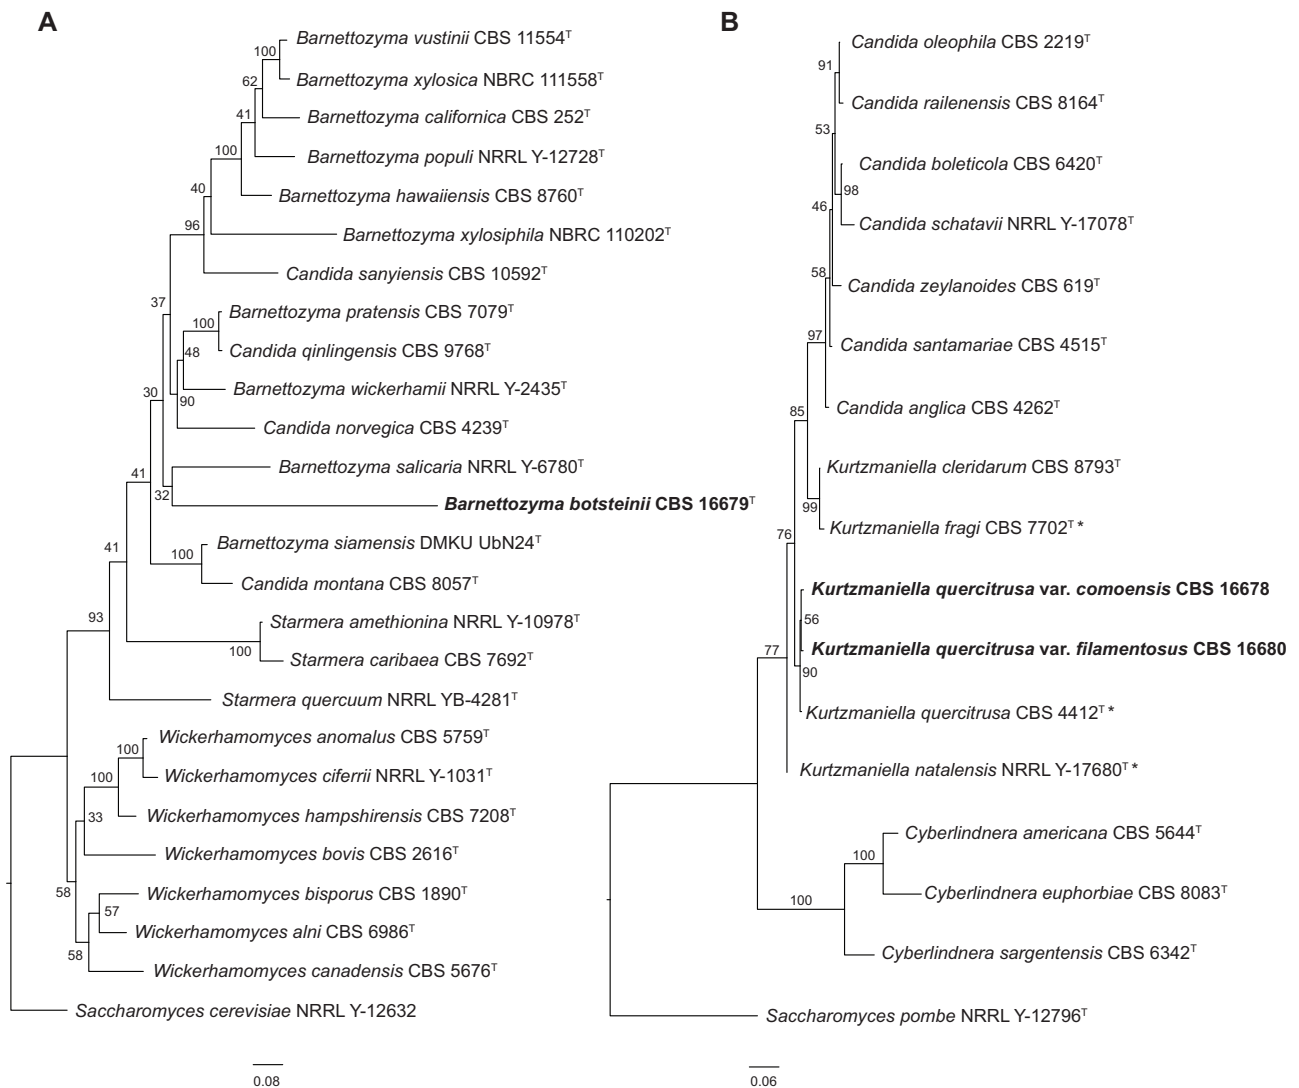 A
Barnettozyma vustinii CBS 11554ᵀ
100
Barnettozyma xylosica NBRC 111558ᵀ
62
Barnettozyma californica CBS 252ᵀ
41
Barnettozyma populi NRRL Y-12728ᵀ
100
Barnettozyma hawaiiensis CBS 8760ᵀ
40
Barnettozyma xylosiphila NBRC 110202ᵀ
96
Candida sanyiensis CBS 10592ᵀ
37
Barnettozyma pratensis CBS 7079ᵀ
100
Candida qinlingensis CBS 9768ᵀ
48
Barnettozyma wickerhamii NRRL Y-2435ᵀ
30
90
Candida norvegica CBS 4239ᵀ
41
Barnettozyma salicaria NRRL Y-6780ᵀ
32
Barnettozyma botsteinii CBS 16679ᵀ
Barnettozyma siamensis DMKU UbN24ᵀ
41
100
Candida montana CBS 8057ᵀ
93
Starmera amethionina NRRL Y-10978ᵀ
100
Starmera caribaea CBS 7692ᵀ
Starmera quercuum NRRL YB-4281ᵀ
Wickerhamomyces anomalus CBS 5759ᵀ
100
Wickerhamomyces ciferrii NRRL Y-1031ᵀ
100
Wickerhamomyces hampshirensis CBS 7208ᵀ
33
Wickerhamomyces bovis CBS 2616ᵀ
58
Wickerhamomyces bisporus CBS 1890ᵀ
57
Wickerhamomyces alni CBS 6986ᵀ
58
Wickerhamomyces canadensis CBS 5676ᵀ
Saccharomyces cerevisiae NRRL Y-12632
0.08
B
Candida oleophila CBS 2219ᵀ
91
Candida railenensis CBS 8164ᵀ
53
Candida boleticola CBS 6420ᵀ
98
46
Candida schatavii NRRL Y-17078ᵀ
58
Candida zeylanoides CBS 619ᵀ
97
Candida santamariae CBS 4515ᵀ
85
Candida anglica CBS 4262ᵀ
Kurtzmaniella cleridarum CBS 8793ᵀ
99
Kurtzmaniella fragi CBS 7702ᵀ*
76
Kurtzmaniella quercitrusa var. comoensis CBS 16678
56
Kurtzmaniella quercitrusa var. filamentosus CBS 16680
77
90
Kurtzmaniella quercitrusa CBS 4412ᵀ*
Kurtzmaniella natalensis NRRL Y-17680ᵀ*
Cyberlindnera americana CBS 5644ᵀ
100
Cyberlindnera euphorbiae CBS 8083ᵀ
100
Cyberlindnera sargentensis CBS 6342ᵀ
Saccharomyces pombe NRRL Y-12796ᵀ
0.06